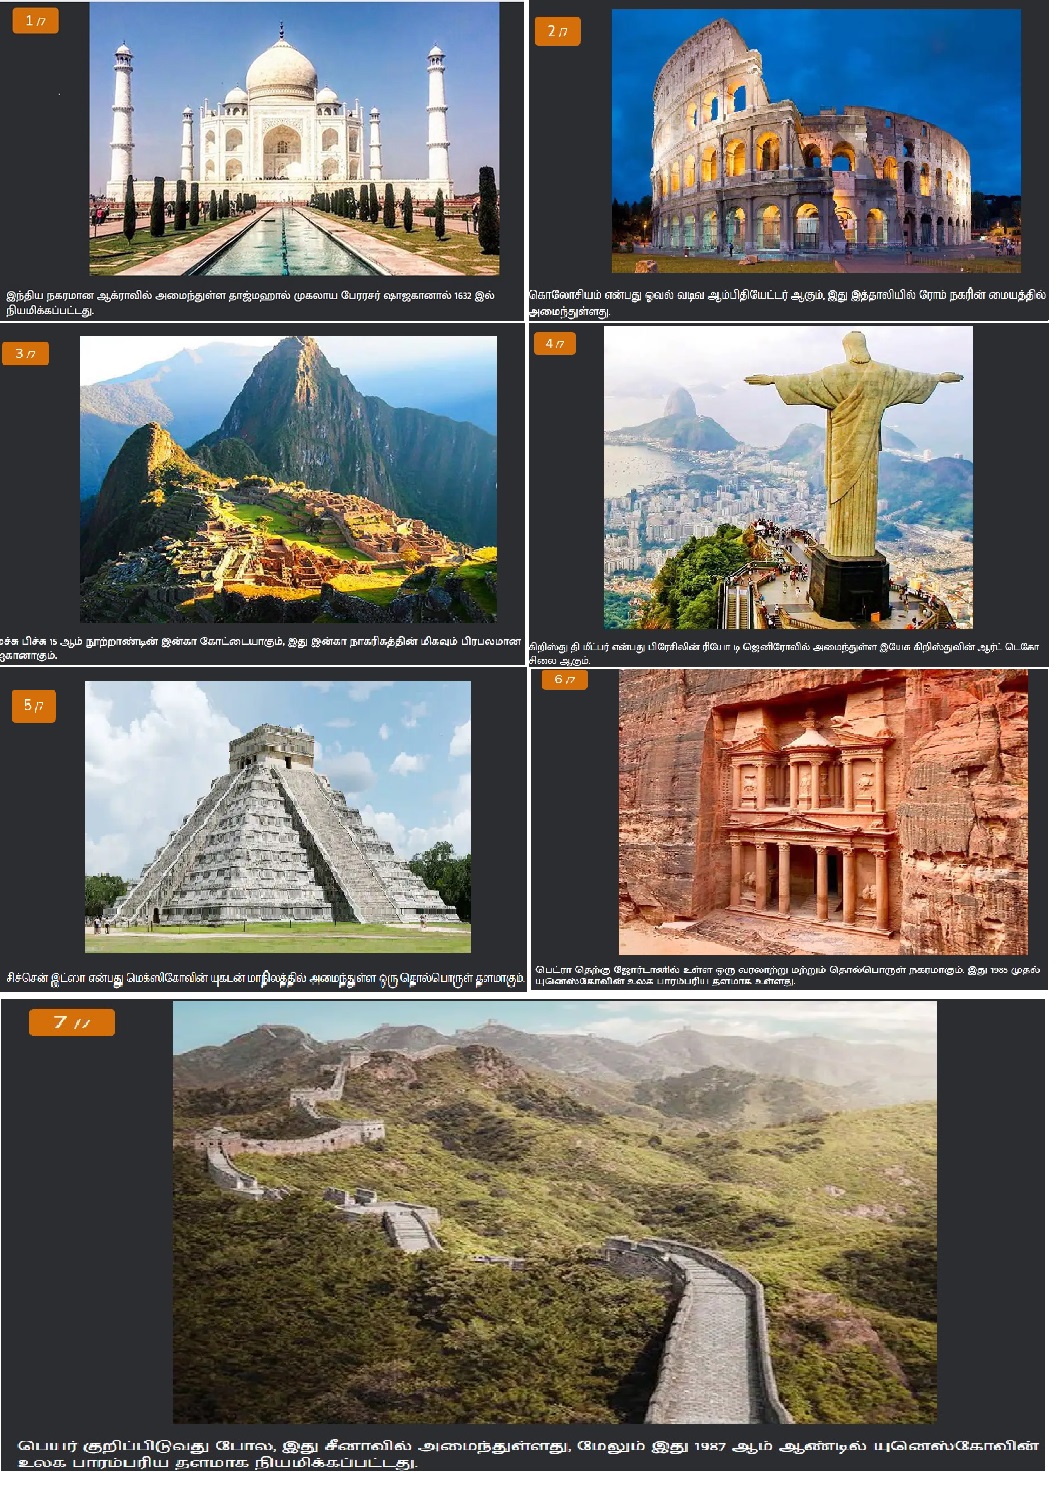 1 /7
இந்திய நகரமான ஆக்ராவில் அமைந்துள்ள தாஜ்மஹால் முகலாய பேரரசர் ஷாஜகானால் 1632 இல்
நியமிக்கப்பட்டது.
2 /7
கொலோசியம் என்பது ஓவல் வடிவ ஆம்பிதியேட்டர் ஆகும், இது இத்தாலியில் ரோம் நகரின் மையத்தில்
அமைந்துள்ளது.
3 /7
பிச்சு 15 ஆம் நூற்றாண்டின் இன்கா கோட்டையாகும், இது இன்கா நாகரிகத்தின் மிகவும் பிரபலமான
ஐகானாகும்.
4 /7
கிறிஸ்து தி மீட்பர் என்பது பிரேசிலின் ரியோ டி ஜெனிரோவில் அமைந்துள்ள இயேசு கிறிஸ்துவின் ஆர்ட் டெகோ
சிலை ஆகும்.
5 /7
சிச்சென் இட்ஸா என்பது மெக்ஸிகோவின் யுகடன் மாநிலத்தில் அமைந்துள்ள ஒரு தொல்பொருள் தளமாகும்.
6 /7
பெட்ரா தெற்கு ஜோர்டானில் உள்ள ஒரு வரலாற்று மற்றும் தொல்பொருள் நகரமாகும். இது 1985 முதல்
யுனெஸ்கோவின் உலக பாரம்பரிய தளமாக உள்ளது.
7
பெயர் குறிப்பிடுவது போல, இது சீனாவில் அமைந்துள்ளது, மேலும் இது 1987 ஆம் ஆண்டில் யுனெஸ்கோவின்
உலக பாரம்பரிய தளமாக நியமிக்கப்பட்டது.